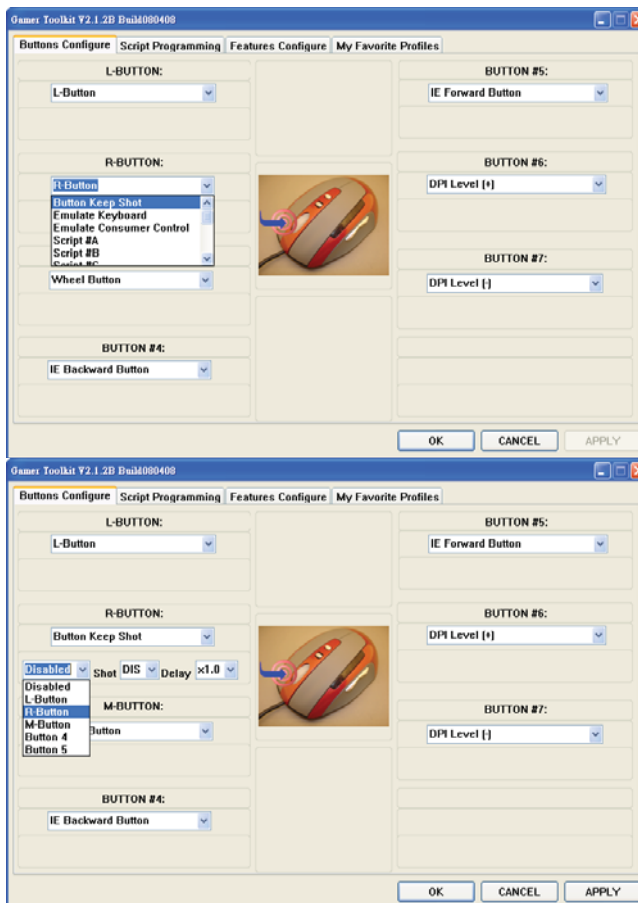 Gamer Toolkit V2.1.2B Build080408
Buttons Configure Script Programming Features Configure My Favorite Profiles
L-BUTTON:
L-Button
R-BUTTON:
R-Button
Button Keep Shot
Emulate Keyboard
Emulate Consumer Control
Script #A
Script #B
Script #C
Wheel Button
BUTTON #4:
IE Backward Button
BUTTON #5:
IE Forward Button
BUTTON #6:
DPI Level [+]
BUTTON #7:
DPI Level [-]
OK CANCEL APPLY
Gamer Toolkit V2.1.2B Build080408
Buttons Configure Script Programming Features Configure My Favorite Profiles
L-BUTTON:
L-Button
R-BUTTON:
Button Keep Shot
Disabled Shot DIS Delay x1.0
Disabled
L-Button
R-Button
M-Button
Button 4
Button 5
M-BUTTON:
Button
BUTTON #4:
IE Backward Button
BUTTON #5:
IE Forward Button
BUTTON #6:
DPI Level [+]
BUTTON #7:
DPI Level [-]
OK CANCEL APPLY